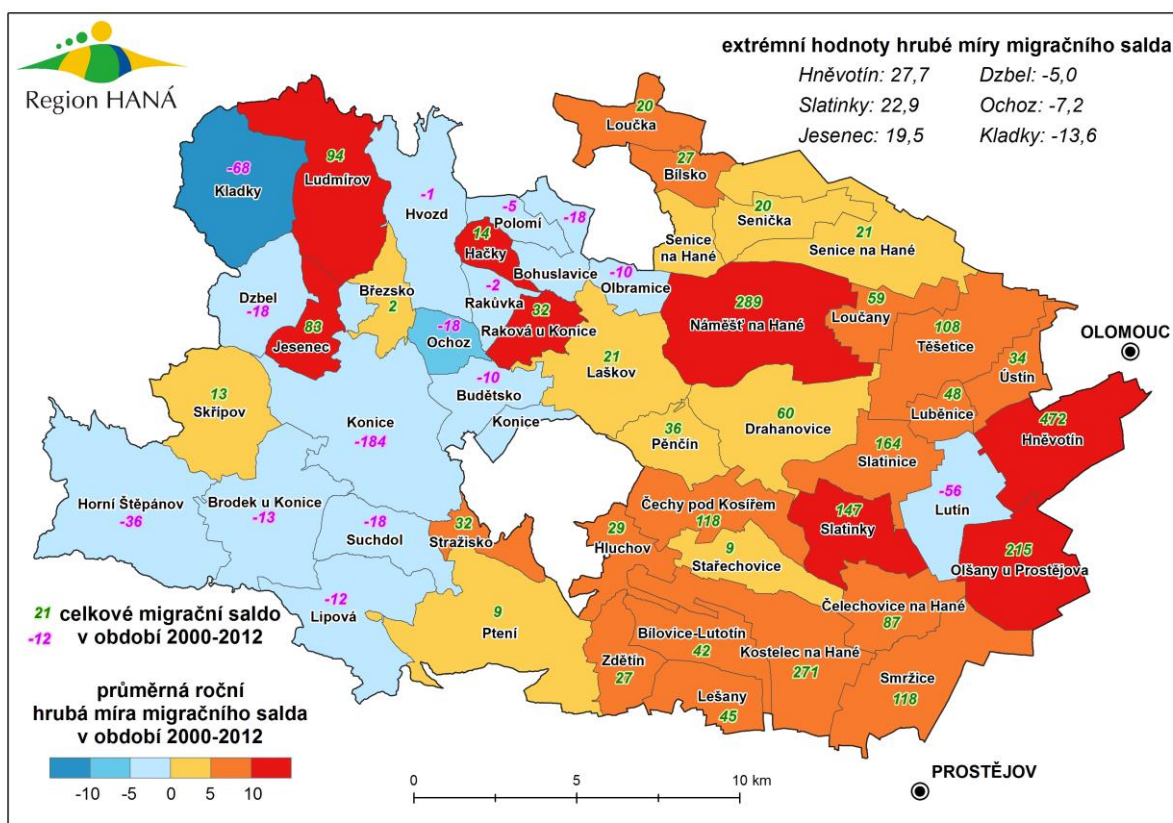 Region HANÁ
extrémní hodnoty hrubé míry migračního salda
Hněvotín: 27,7 Dzbel: -5,0
Slatinky: 22,9 Ochoz: -7,2
Jesenec: 19,5 Kladky: -13,6
20
Loučka
27
Bílsko
-68
Kladky
94
Ludmírov
-1
Hvozd
-5
Polomí
-18
Bohuslavice
14
Hačky
20
Senička
21
Senice na Hané
Senice
na Hané
-10
Olbramice
-2
Rakůvka
32
Raková u Konice
Březsko
2
Dzbel
-18
83
Jesenec
-18
Ochoz
289
Náměšť na Hané
59
Loučany
108
Těšetice
OLOMOUC
34
Ústín
21
Laškov
-10
Budětsko
13
Skřípov
Konice
-184
Konice
36
Pěnčín
60
Drahanovice
48
Luběnice
472
Hněvotín
164
Slatinice
-56
Lutín
Horní Štěpánov
-36
Brodek u Konice
-13
-18
Suchdol
32
Stražisko
29
Hluchov
Čechy pod Kosířem
118
147
Slatinky
9
Stařechovice
215
Olšany u Prostějova
Čelechovice na Hané
87
-12
Lipová
9
Ptení
Zdětín
27
Bílovice-Lutotín
42
Kostelec na Hané
271
Lešany
45
Smržice
118
21 celkové migrační saldo
-12 v období 2000-2012
průměrná roční
hrubá míra migračního salda
v období 2000-2012
-10 -5 0 5 10
0 5 10 km
PROSTĚJOV